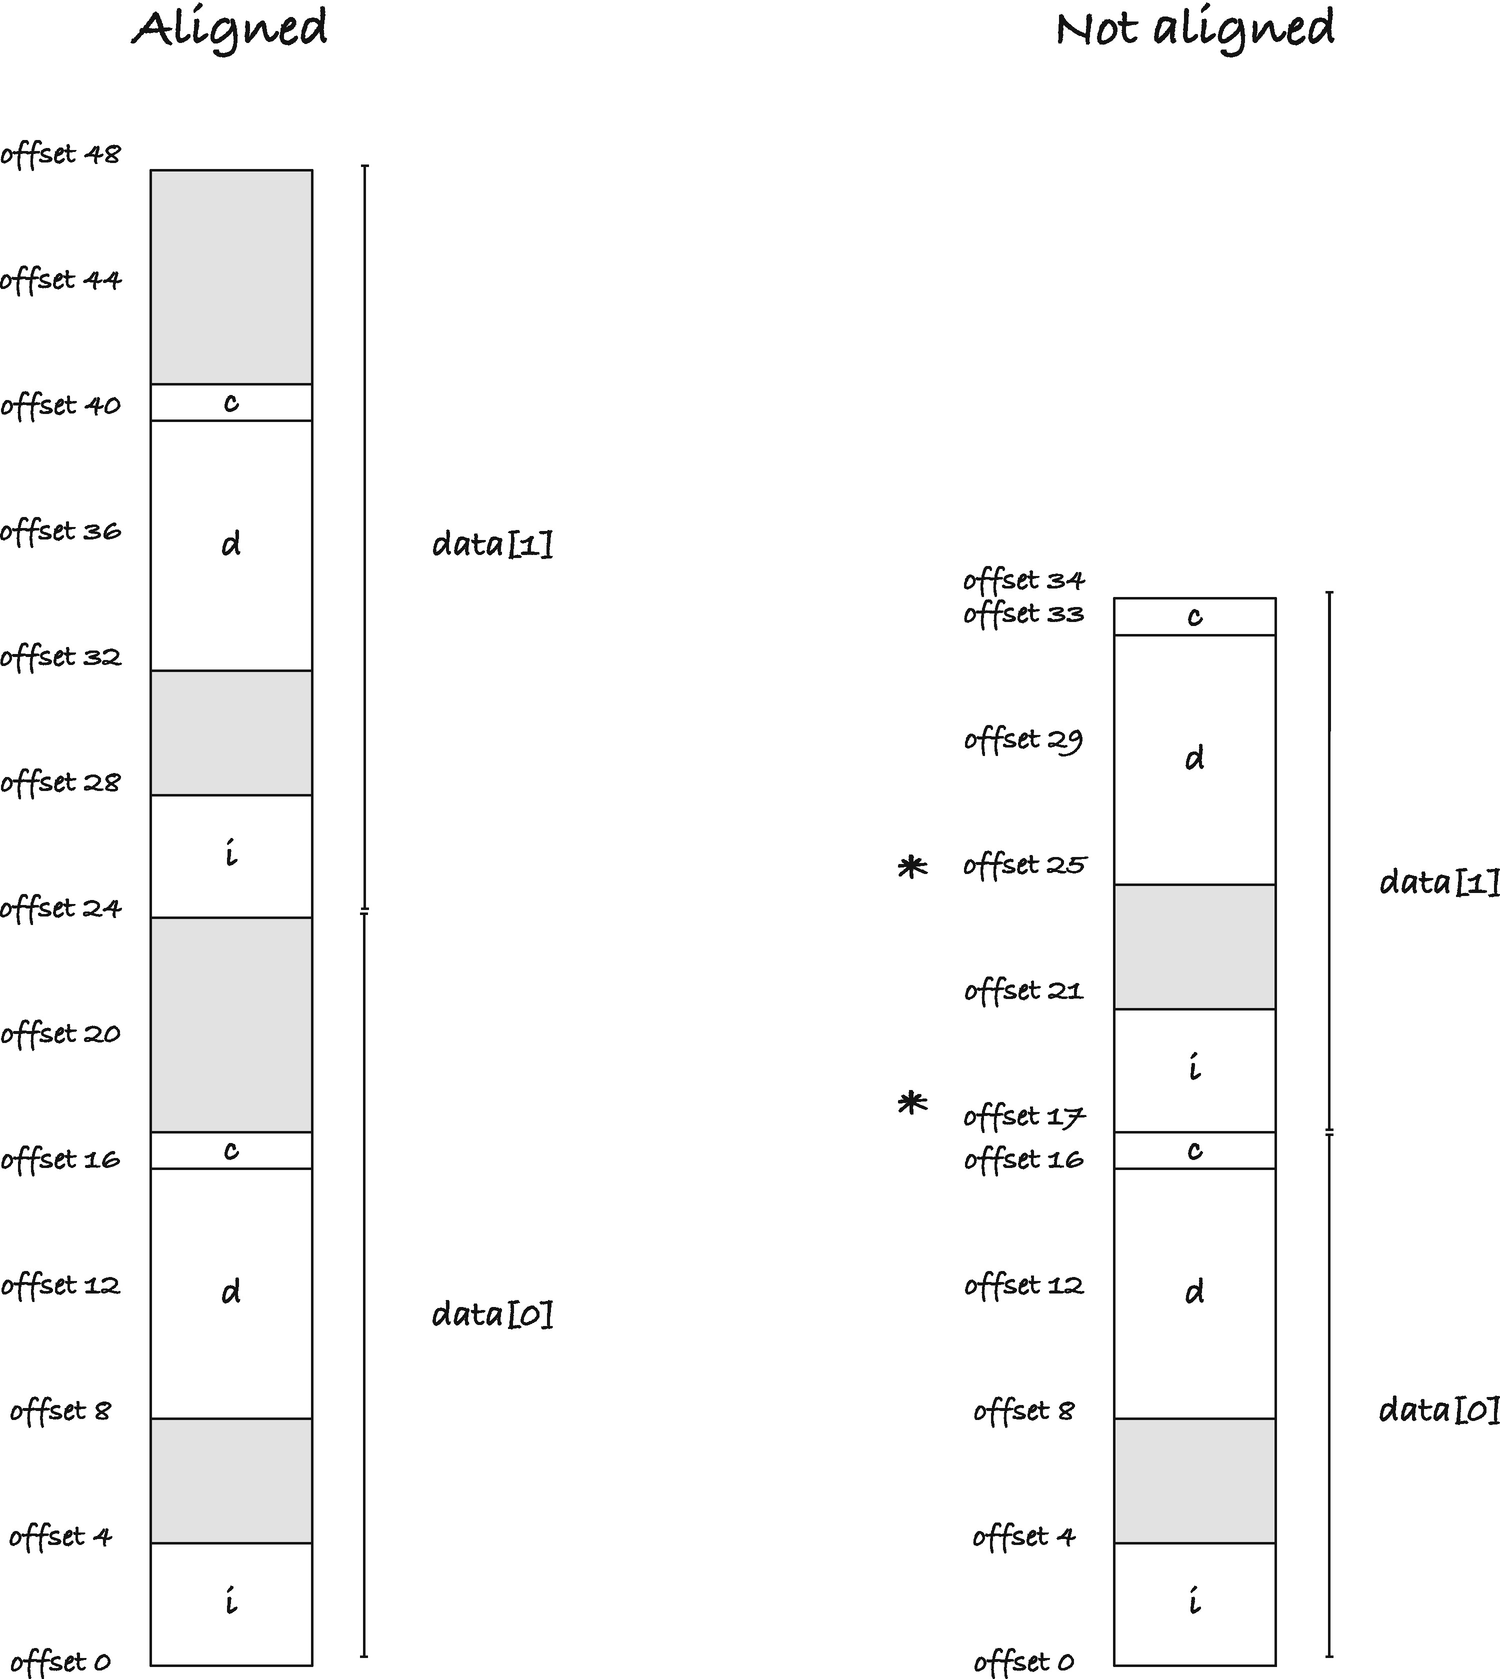 Aligned
offset 48
offset 44
offset 40
c
offset 36
d
data[1]
offset 32
offset 28
i
offset 24
offset 20
offset 16
c
offset 12
d
data[0]
offset 8
offset 4
i
offset 0
Not aligned
offset 34
offset 33
c
offset 29
d
* offset 25
data[1]
offset 21
i
* offset 17
offset 16
c
offset 12
d
offset 8
data[0]
offset 4
i
offset 0